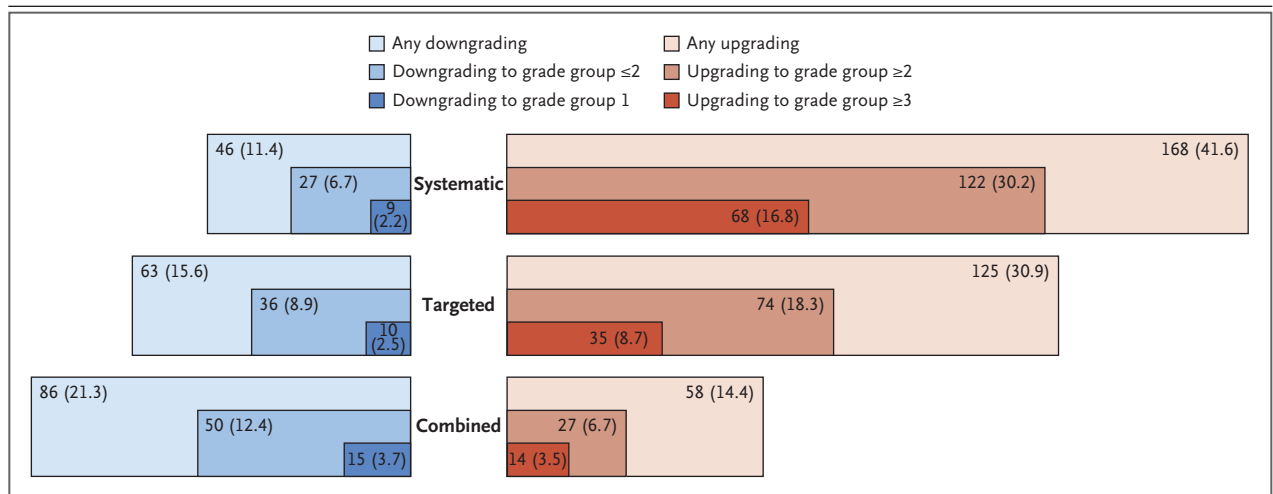 Any downgrading
Any upgrading
Downgrading to grade group ≤2
Upgrading to grade group ≥2
Downgrading to grade group 1
Upgrading to grade group ≥3
46 (11.4)
27 (6.7)
9
(2.2)
Systematic
168 (41.6)
122 (30.2)
68 (16.8)
63 (15.6)
36 (8.9)
10
(2.5)
Targeted
125 (30.9)
74 (18.3)
35 (8.7)
86 (21.3)
50 (12.4)
15 (3.7)
Combined
58 (14.4)
27 (6.7)
14 (3.5)